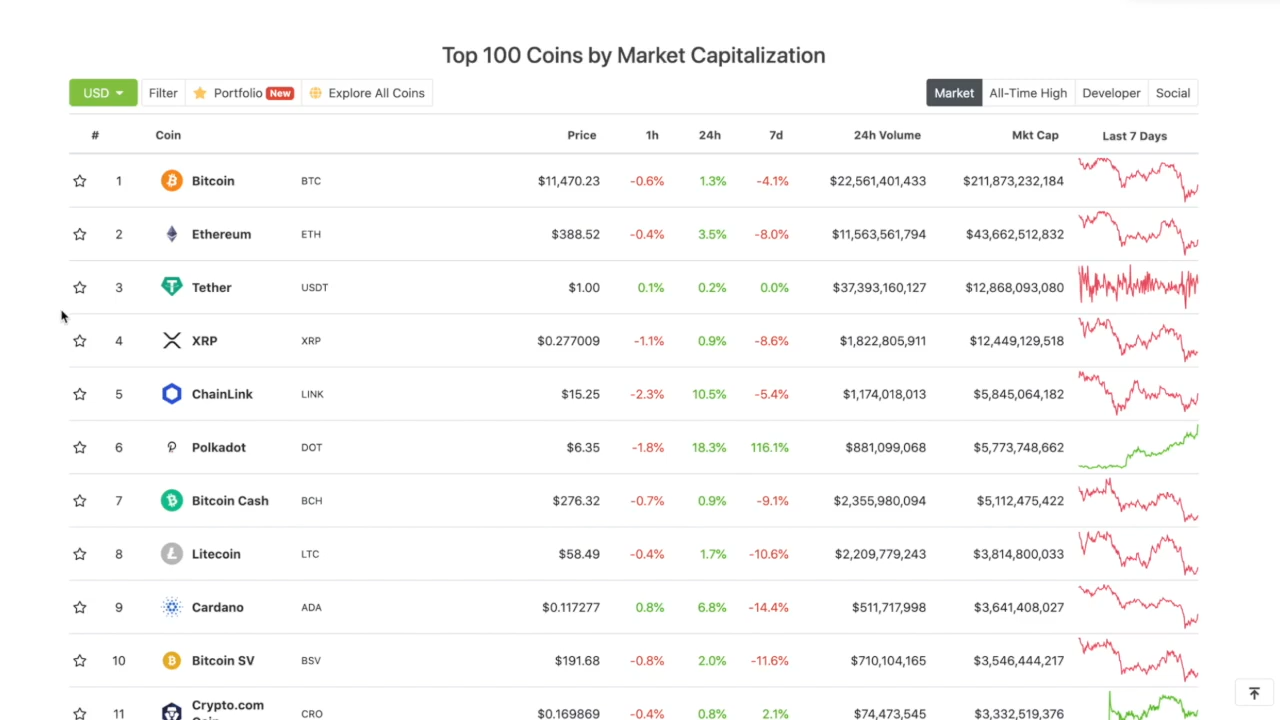 Top 100 Coins by Market Capitalization
USD Filter Portfolio New Explore All Coins Market All-Time High Developer Social
# Coin Price 1h 24h 7d 24h Volume Mkt Cap Last 7 Days
1 Bitcoin BTC $11,470.23 -0.6% 1.3% -4.1% $22,561,401,433 $211,873,232,184
2 Ethereum ETH $388.52 -0.4% 3.5% -8.0% $11,563,561,794 $43,662,512,832
3 Tether USDT $1.00 0.1% 0.2% 0.0% $37,393,160,127 $12,868,093,080
4 XRP XRP $0.277009 -1.1% 0.9% -8.6% $1,822,805,911 $12,449,129,518
5 ChainLink LINK $15.25 -2.3% 10.5% -5.4% $1,174,018,013 $5,845,064,182
6 Polkadot DOT $6.35 -1.8% 18.3% 116.1% $881,099,068 $5,773,748,662
7 Bitcoin Cash BCH $276.32 -0.7% 0.9% -9.1% $2,355,980,094 $5,112,475,422
8 Litecoin LTC $58.49 -0.4% 1.7% -10.6% $2,209,779,243 $3,814,800,033
9 Cardano ADA $0.117277 0.8% 6.8% -14.4% $511,717,998 $3,641,408,027
10 Bitcoin SV BSV $191.68 -0.8% 2.0% -11.6% $710,104,165 $3,546,444,217
11 Crypto.com CRO $0.169869 -0.4% 0.8% 2.1% $74,473,545 $3,332,519,376